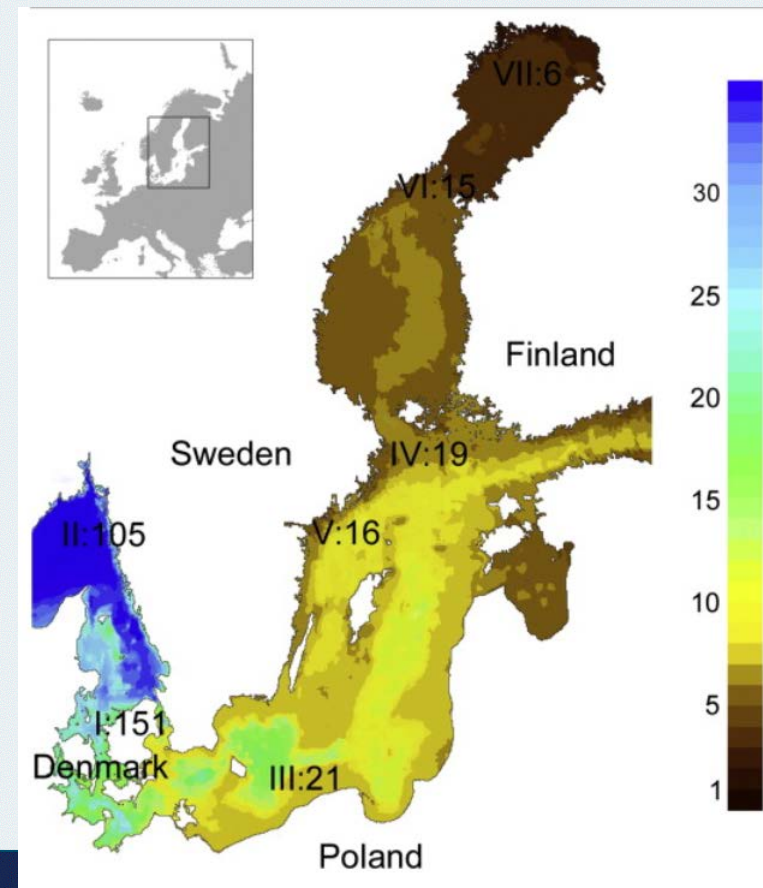 VII:6
VI:15
30
25
Finland
20
Sweden
IV:19
15
II:105
V:16
10
I:151
5
Denmark
III:21
1
Poland